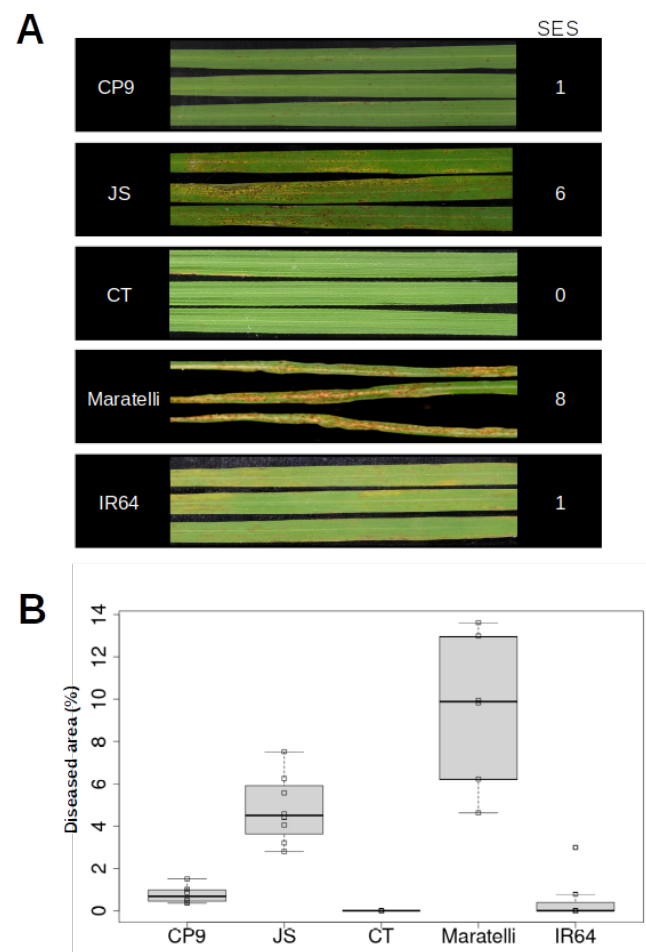 A
SES
CP9 1
JS 6
CT 0
Maratelli 8
IR64 1
B
Diseased area (%)
14
12
10
8
6
4
2
0
CP9 JS CT Maratelli IR64